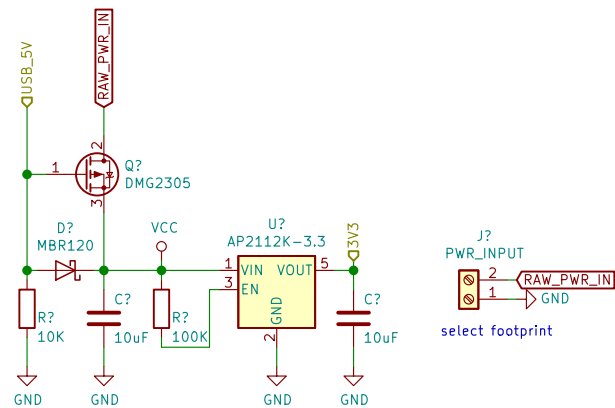 USB_5V
RAW_PWR_IN
2
1
Q?
DMG2305
3
D?
MBR120
VCC
U?
AP2112K-3.3
3V3
1
VIN
VOUT
5
3
EN
GND
2
R?
10K
C?
10uF
R?
100K
C?
10uF
GND
GND
GND
GND
J?
PWR_INPUT
2
RAW_PWR_IN
1
GND
select footprint